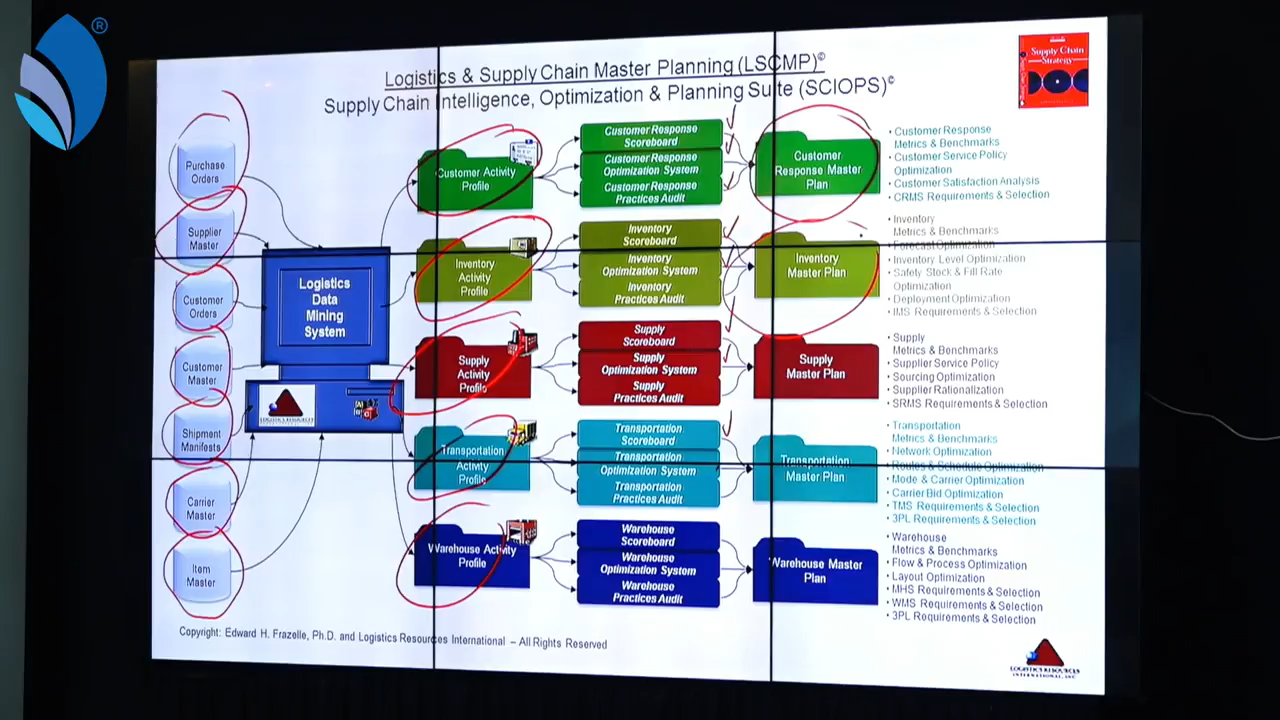 ®
Logistics & Supply Chain Master Planning (LSCMP)©
Supply Chain Intelligence, Optimization & Planning Suite (SCIOPS)©
Supply Chain
Strategy
Purchase
Orders
Supplier
Master
Customer
Orders
Customer
Master
Shipment
Manifests
Carrier
Master
Item
Master
Logistics
Data
Mining
System
LOGISTICS RESOURCES
Customer Activity
Profile
Customer Response
Scoreboard
Customer Response
Optimization System
Customer Response
Practices Audit
Customer
Response Master
Plan
• Customer Response
Metrics & Benchmarks
• Customer Service Policy
Optimization
• Customer Satisfaction Analysis
• CRMS Requirements & Selection
Inventory
Activity
Profile
Inventory
Scoreboard
Inventory
Optimization System
Inventory
Practices Audit
Inventory
Master Plan
• Inventory
Metrics & Benchmarks
• Forecast Optimization
• Inventory Level Optimization
• Safety Stock & Fill Rate
Optimization
• Deployment Optimization
• IMS Requirements & Selection
Supply
Activity
Profile
Supply
Scoreboard
Supply
Optimization System
Supply
Practices Audit
Supply
Master Plan
• Supply
Metrics & Benchmarks
• Supplier Service Policy
• Sourcing Optimization
• Supplier Rationalization
• SRMS Requirements & Selection
Transportation
Activity
Profile
Transportation
Scoreboard
Transportation
Optimization System
Transportation
Practices Audit
Transportation
Master Plan
• Transportation
Metrics & Benchmarks
• Network Optimization
• Routes & Schedule Optimization
• Mode & Carrier Optimization
• Carrier Bid Optimization
• TMS Requirements & Selection
• 3PL Requirements & Selection
Warehouse Activity
Profile
Warehouse
Scoreboard
Warehouse
Optimization System
Warehouse
Practices Audit
Warehouse Master
Plan
• Warehouse
Metrics & Benchmarks
• Flow & Process Optimization
• Layout Optimization
• MHS Requirements & Selection
• WMS Requirements & Selection
• 3PL Requirements & Selection
Copyright: Edward H. Frazelle, Ph.D. and Logistics Resources International – All Rights Reserved
LOGISTICS RESOURCES
INTERNATIONAL, INC